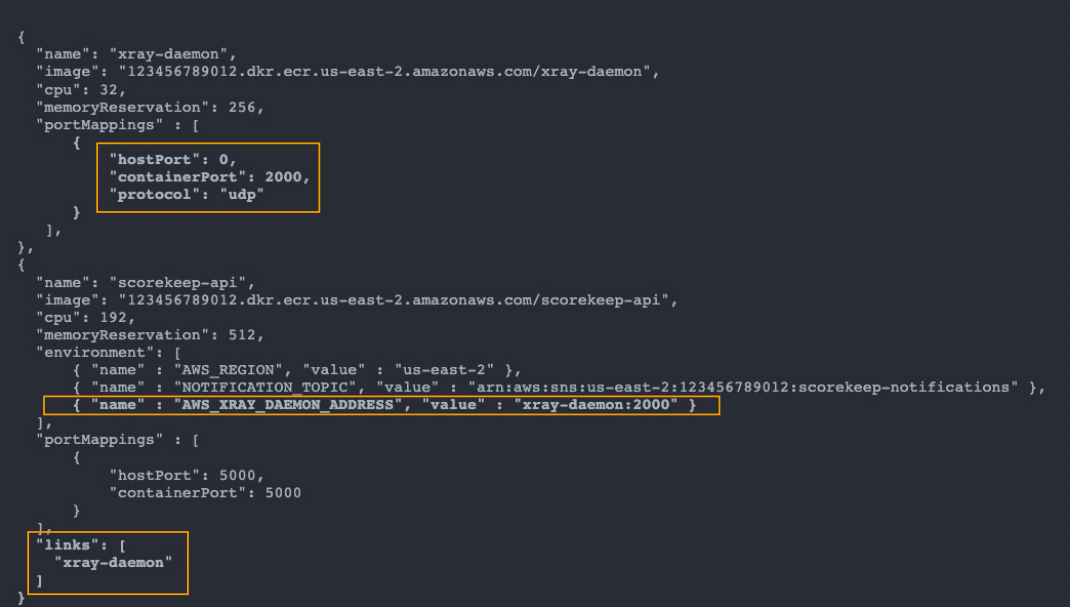 {
"name": "xray-daemon",
"image": "123456789012.dkr.ecr.us-east-2.amazonaws.com/xray-daemon",
"cpu": 32,
"memoryReservation": 256,
"portMappings" : [
{
"hostPort": 0,
"containerPort": 2000,
"protocol": "udp"
}
],
},
{
"name": "scorekeep-api",
"image": "123456789012.dkr.ecr.us-east-2.amazonaws.com/scorekeep-api",
"cpu": 192,
"memoryReservation": 512,
"environment": [
{ "name" : "AWS_REGION", "value" : "us-east-2" },
{ "name" : "NOTIFICATION_TOPIC", "value" : "arn:aws:sns:us-east-2:123456789012:scorekeep-notifications" },
{ "name" : "AWS_XRAY_DAEMON_ADDRESS", "value" : "xray-daemon:2000" }
],
"portMappings" : [
{
"hostPort": 5000,
"containerPort": 5000
}
],
"links": [
"xray-daemon"
]
}